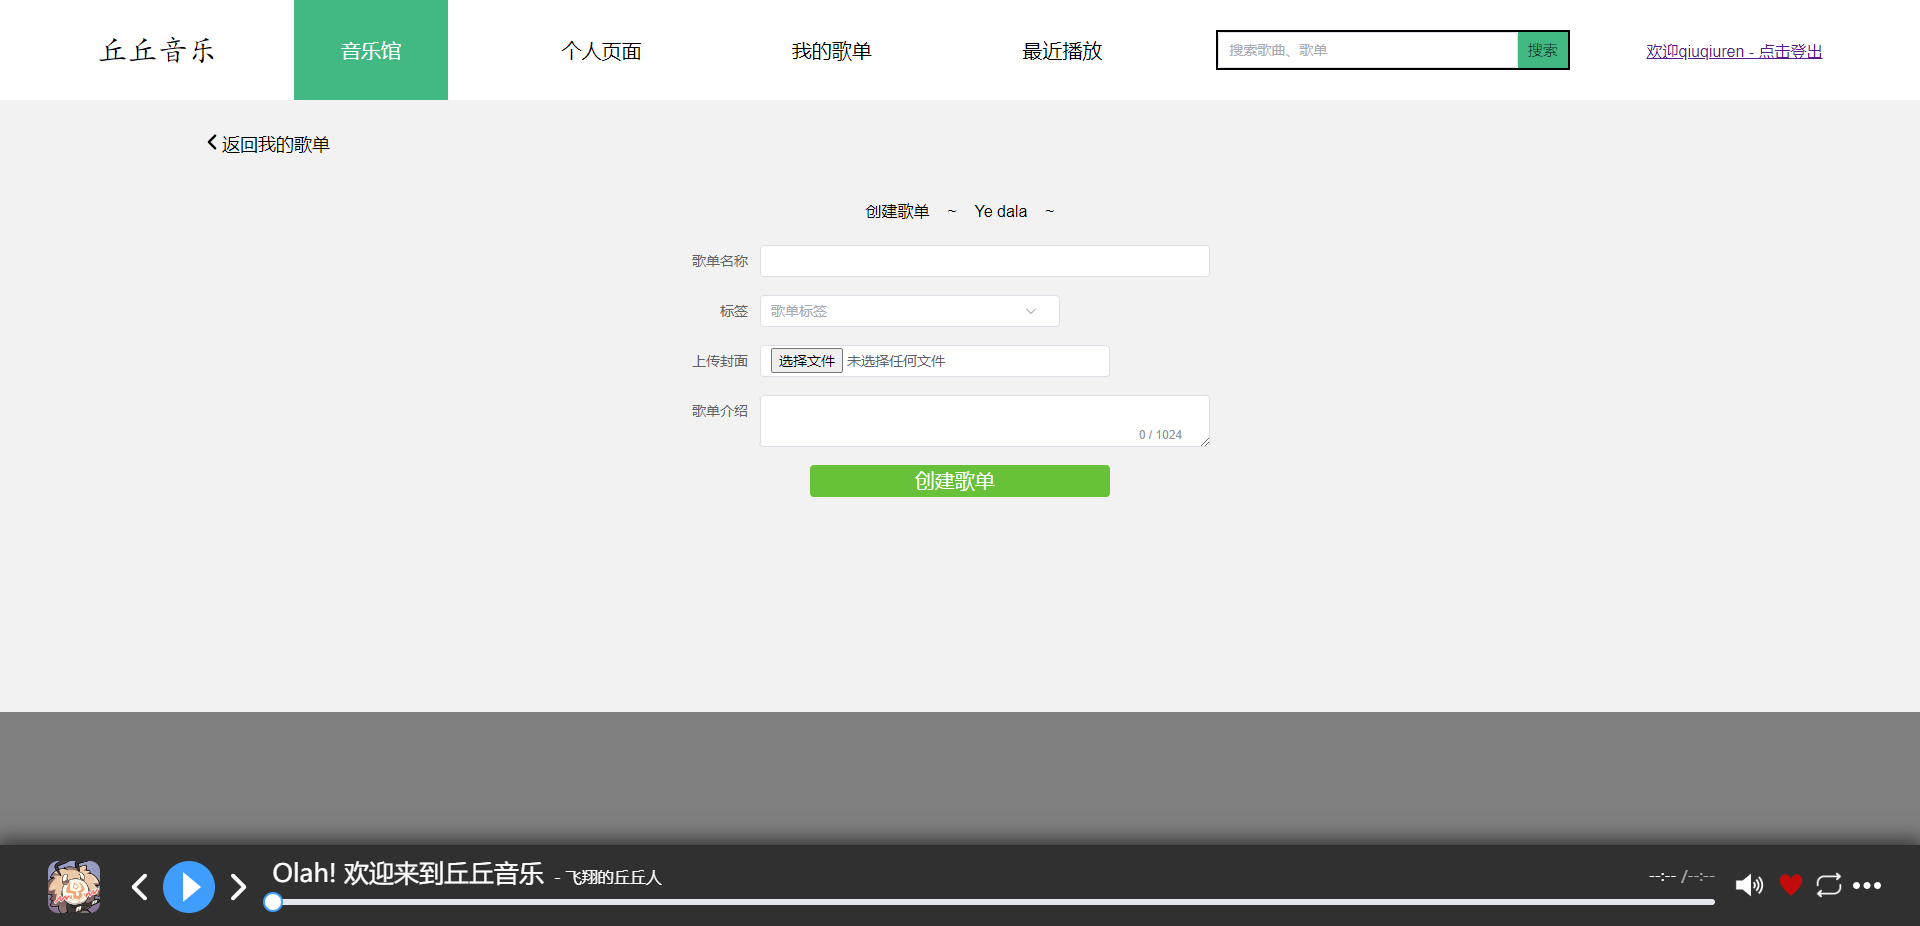 丘丘音乐
音乐馆
个人页面
我的歌单
最近播放
搜索歌曲、歌单
搜索
欢迎qiuqiuren - 点击登出
返回我的歌单
创建歌单 ~ Ye dala ~
歌单名称
标签
歌单标签
上传封面
选择文件 未选择任何文件
歌单介绍
0 / 1024
创建歌单
Olah! 欢迎来到丘丘音乐 - 飞翔的丘丘人
--:-- /--:--